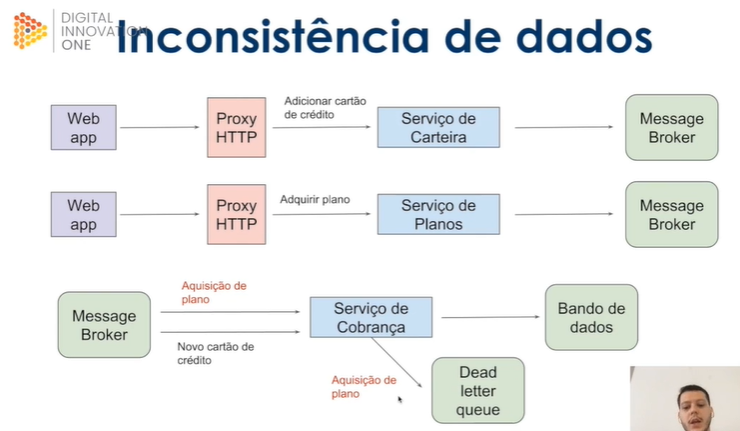 DIGITAL
INNOVATION
ONE
Inconsistência de dados
Web
app
Proxy
HTTP
Adicionar cartão
de crédito
Serviço de
Carteira
Message
Broker
Web
app
Proxy
HTTP
Adquirir plano
Serviço de
Planos
Message
Broker
Message
Broker
Aquisição de
plano
Novo cartão de
crédito
Serviço de
Cobrança
Bando de
dados
Aquisição de
plano
Dead
letter
queue